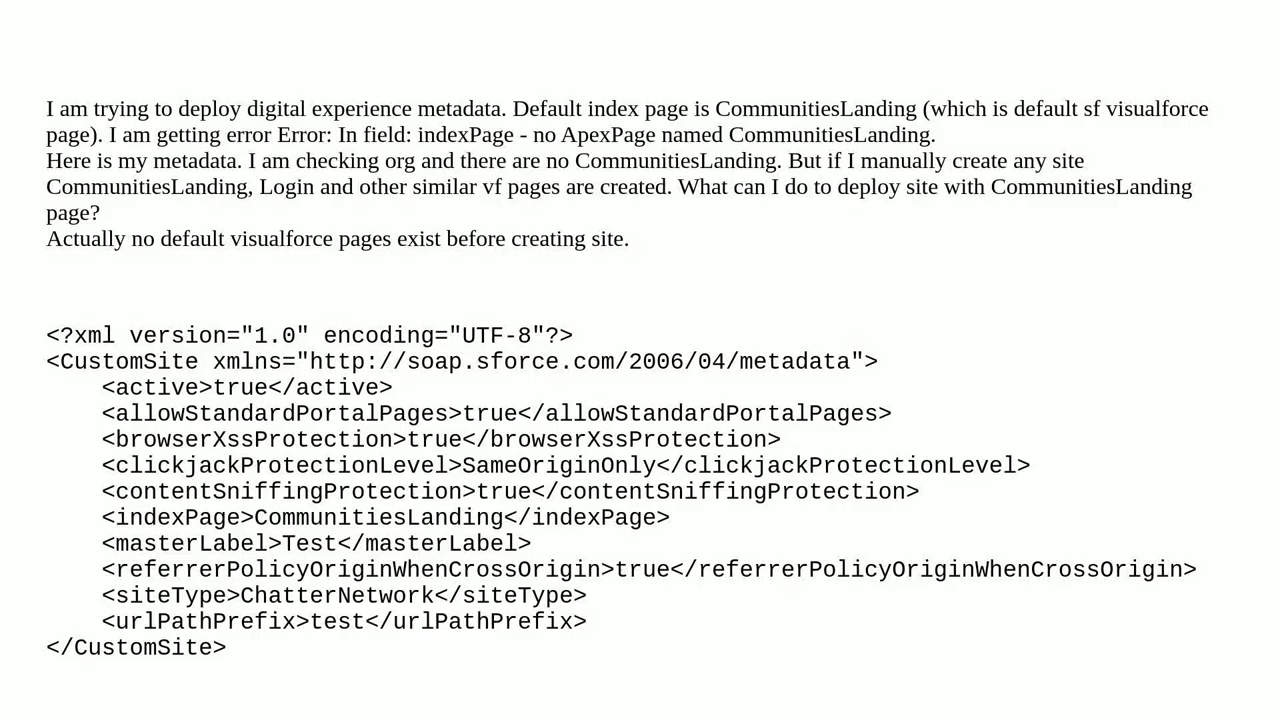 I am trying to deploy digital experience metadata. Default index page is CommunitiesLanding (which is default sf visualforce
page). I am getting error Error: In field: indexPage - no ApexPage named CommunitiesLanding.
Here is my metadata. I am checking org and there are no CommunitiesLanding. But if I manually create any site
CommunitiesLanding, Login and other similar vf pages are created. What can I do to deploy site with CommunitiesLanding
page?
Actually no default visualforce pages exist before creating site.
<?xml version="1.0" encoding="UTF-8"?>
<CustomSite xmlns="http://soap.sforce.com/2006/04/metadata">
    <active>true</active>
    <allowStandardPortalPages>true</allowStandardPortalPages>
    <browserXssProtection>true</browserXssProtection>
    <clickjackProtectionLevel>SameOriginOnly</clickjackProtectionLevel>
    <contentSniffingProtection>true</contentSniffingProtection>
    <indexPage>CommunitiesLanding</indexPage>
    <masterLabel>Test</masterLabel>
    <referrerPolicyOriginWhenCrossOrigin>true</referrerPolicyOriginWhenCrossOrigin>
    <siteType>ChatterNetwork</siteType>
    <urlPathPrefix>test</urlPathPrefix>
</CustomSite>